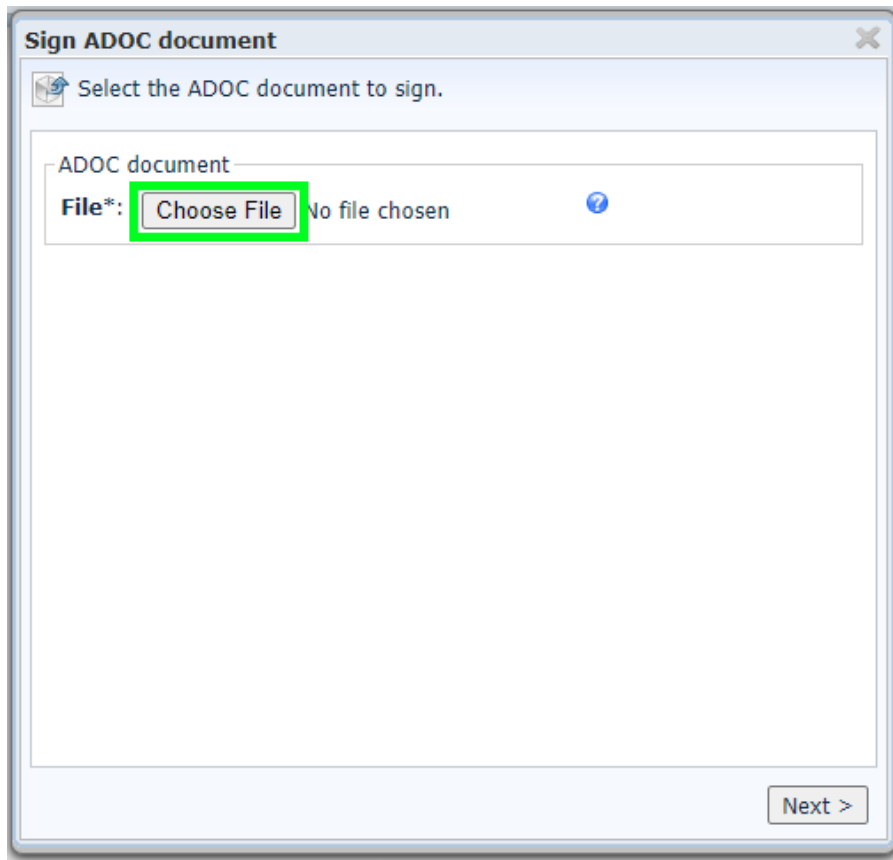 Sign ADOC document
Select the ADOC document to sign.
ADOC document
File*: Choose File No file chosen
Next >